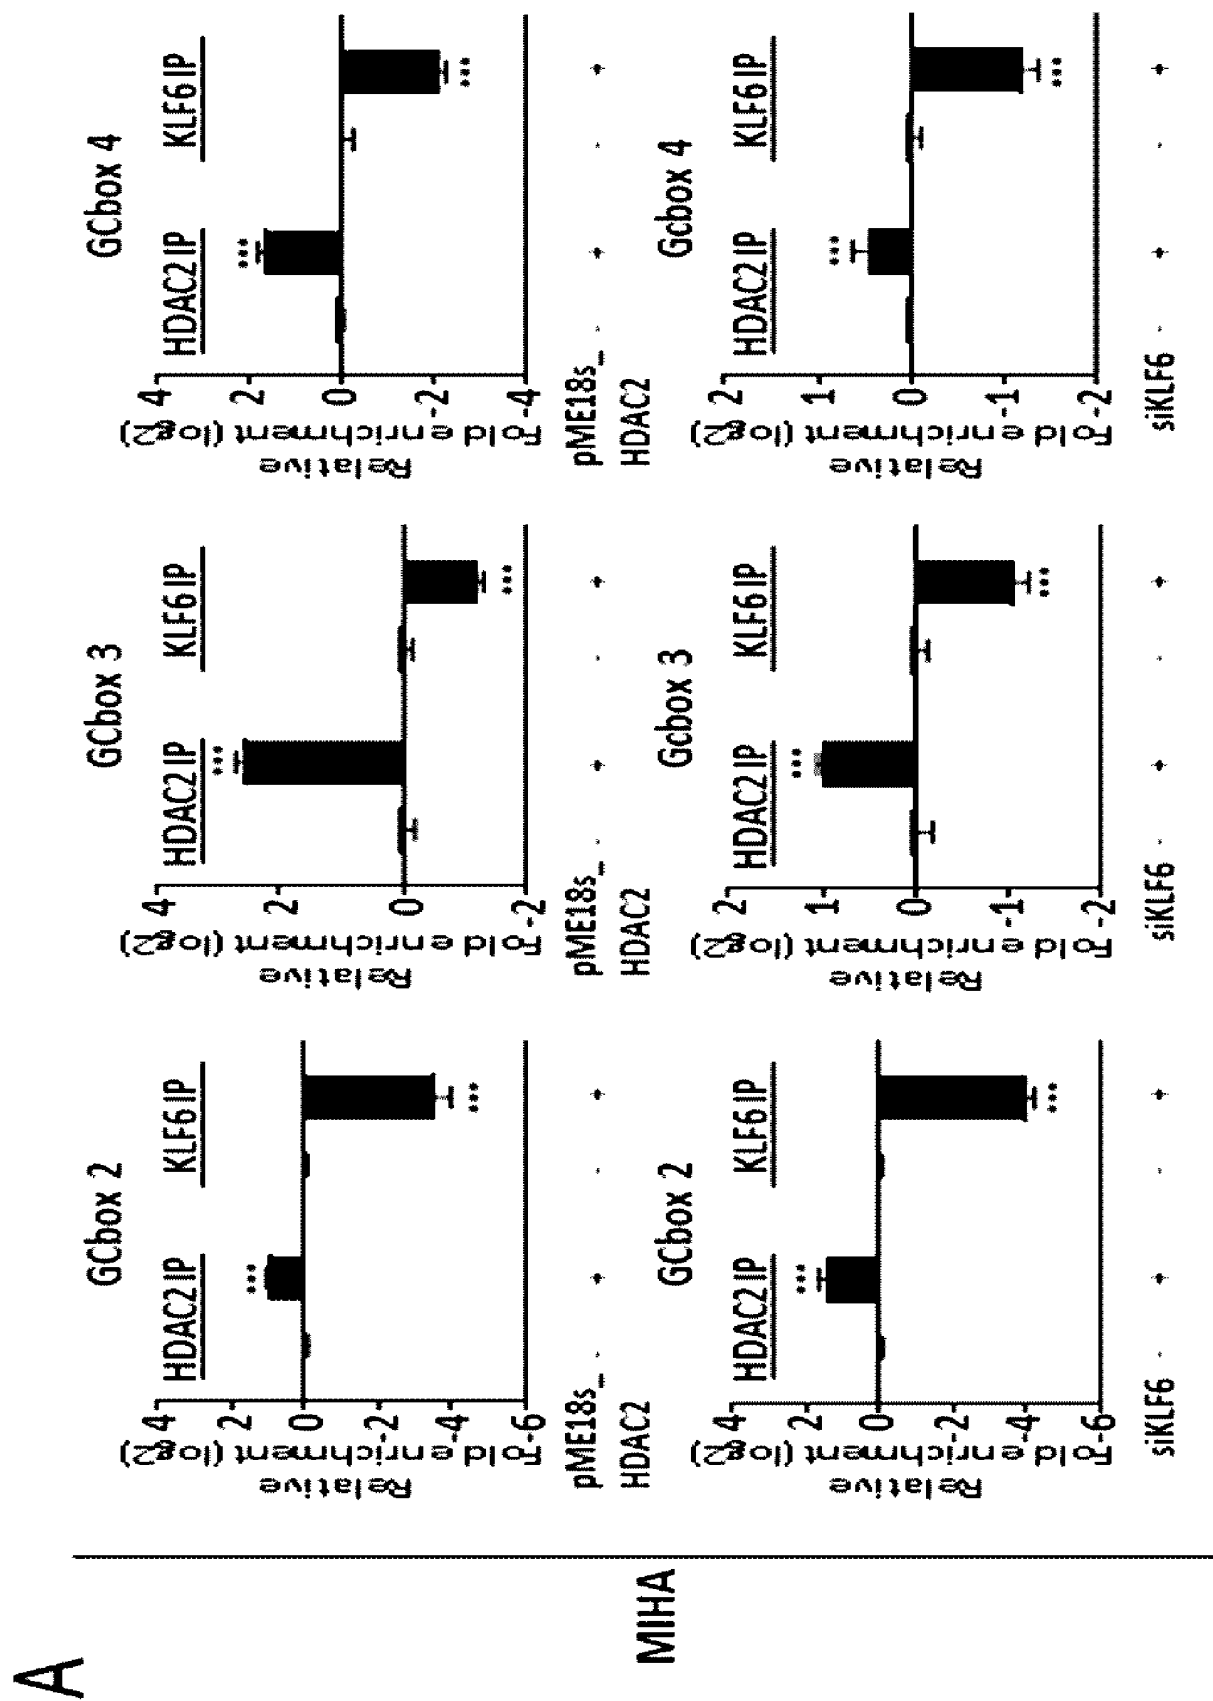 A
MIHA
GCbox 2
HDAC2 IP
KLF6 IP
4
2
0
-2
-4
-6
Relative
Fold enrichment (log2)
***
***
pME18s_
HDAC2
-
+
-
+
GCbox 3
HDAC2 IP
KLF6 IP
4
2
0
-2
Relative
Fold enrichment (log2)
***
***
pME18s_
HDAC2
-
+
-
+
GCbox 4
HDAC2 IP
KLF6 IP
4
2
0
-2
-4
Relative
Fold enrichment (log2)
***
***
pME18s_
HDAC2
-
+
-
+
GCbox 2
HDAC2 IP
KLF6 IP
4
2
0
-2
-4
-6
Relative
Fold enrichment (log2)
***
***
siKLF6
-
+
-
+
Gcbox 3
HDAC2 IP
KLF6 IP
2
1
0
-1
-2
Relative
Fold enrichment (log2)
***
***
siKLF6
-
+
-
+
Gcbox 4
HDAC2 IP
KLF6 IP
2
1
0
-1
-2
Relative
Fold enrichment (log2)
***
***
siKLF6
-
+
-
+